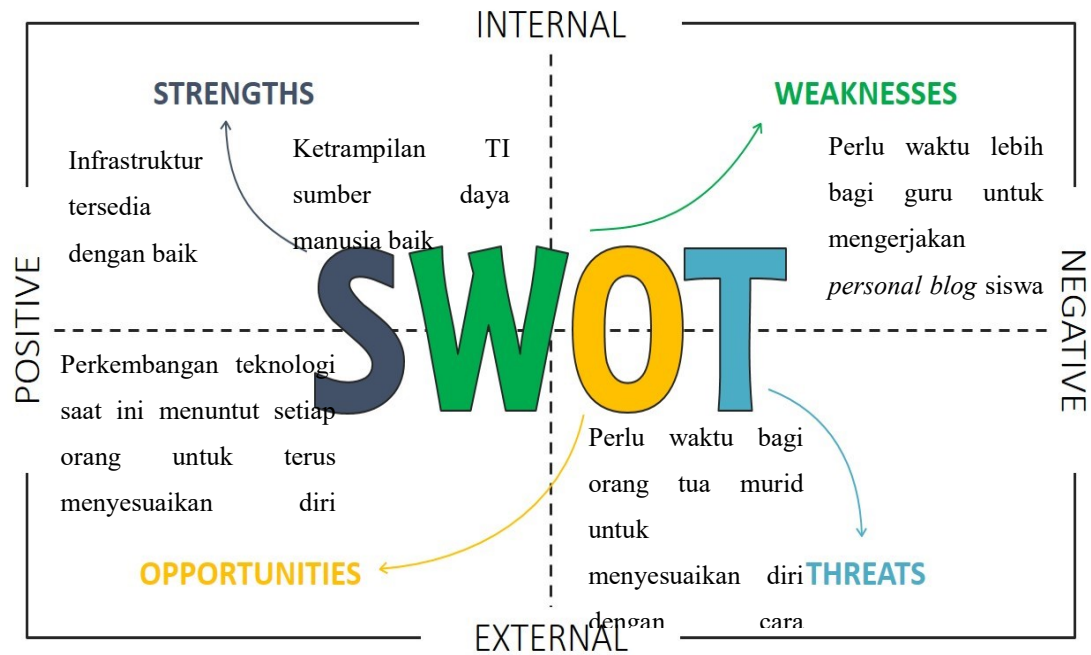 INTERNAL
STRENGTHS
Infrastruktur
tersedia
dengan baik
Ketrampilan TI
sumber daya
manusia baik
WEAKNESSES
Perlu waktu lebih
bagi guru untuk
mengerjakan
personal blog siswa
POSITIVE
SWOT
NEGATIVE
Perkembangan teknologi
saat ini menuntut setiap
orang untuk terus
menyesuaikan diri
OPPORTUNITIES
Perlu waktu bagi
orang tua murid
untuk
menyesuaikan diri
dengan cara
THREATS
EXTERNAL